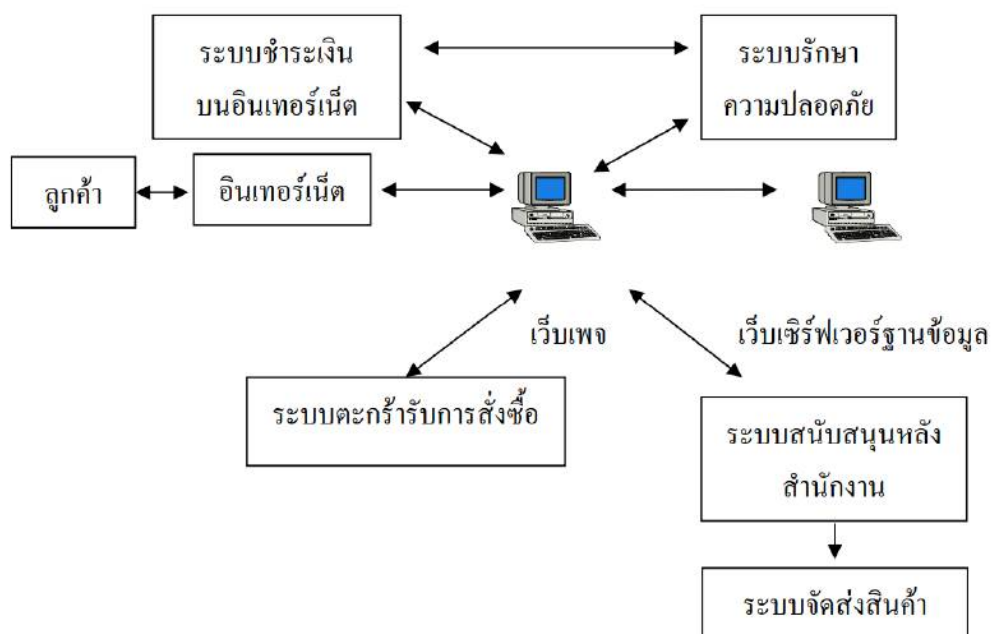 ระบบชำระเงิน
บนอินเทอร์เน็ต
ระบบรักษา
ความปลอดภัย
ลูกค้า
อินเทอร์เน็ต
เว็บเพจ
เว็บเซิร์ฟเวอร์ฐานข้อมูล
ระบบตะกร้ารับการสั่งซื้อ
ระบบสนับสนุนหลัง
สำนักงาน
ระบบจัดส่งสินค้า